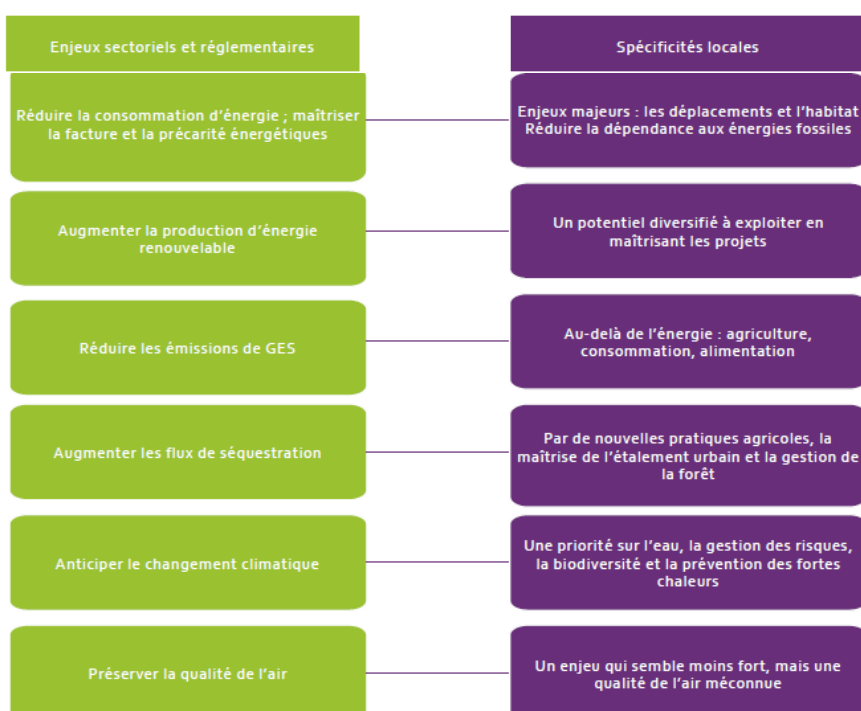 Enjeux sectoriels et réglementaires
Spécificités locales
Réduire la consommation d'énergie ; maîtriser
la facture et la précarité énergétiques
Enjeux majeurs : les déplacements et l'habitat
Réduire la dépendance aux énergies fossiles
Augmenter la production d'énergie
renouvelable
Un potentiel diversifié à exploiter en
maîtrisant les projets
Réduire les émissions de GES
Au-delà de l'énergie : agriculture,
consommation, alimentation
Augmenter les flux de séquestration
Par de nouvelles pratiques agricoles, la
maîtrise de l'étalement urbain et la gestion de
la forêt
Anticiper le changement climatique
Une priorité sur l'eau, la gestion des risques,
la biodiversité et la prévention des fortes
chaleurs
Préserver la qualité de l'air
Un enjeu qui semble moins fort, mais une
qualité de l'air méconnue